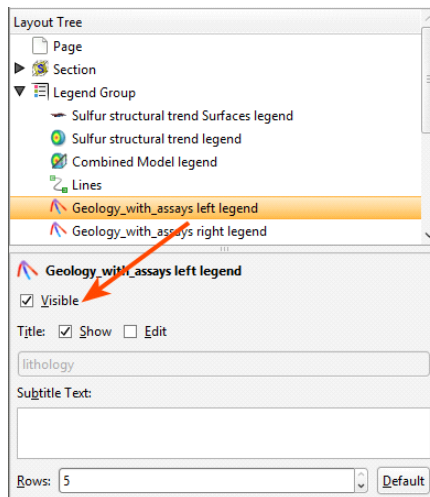 Layout Tree
Page
Section
Legend Group
Sulfur structural trend Surfaces legend
Sulfur structural trend legend
Combined Model legend
Lines
Geology_with_assays left legend
Geology_with_assays right legend
Geology_with_assays left legend
Visible
Title: Show Edit
lithology
Subtitle Text:
Rows: 5 Default